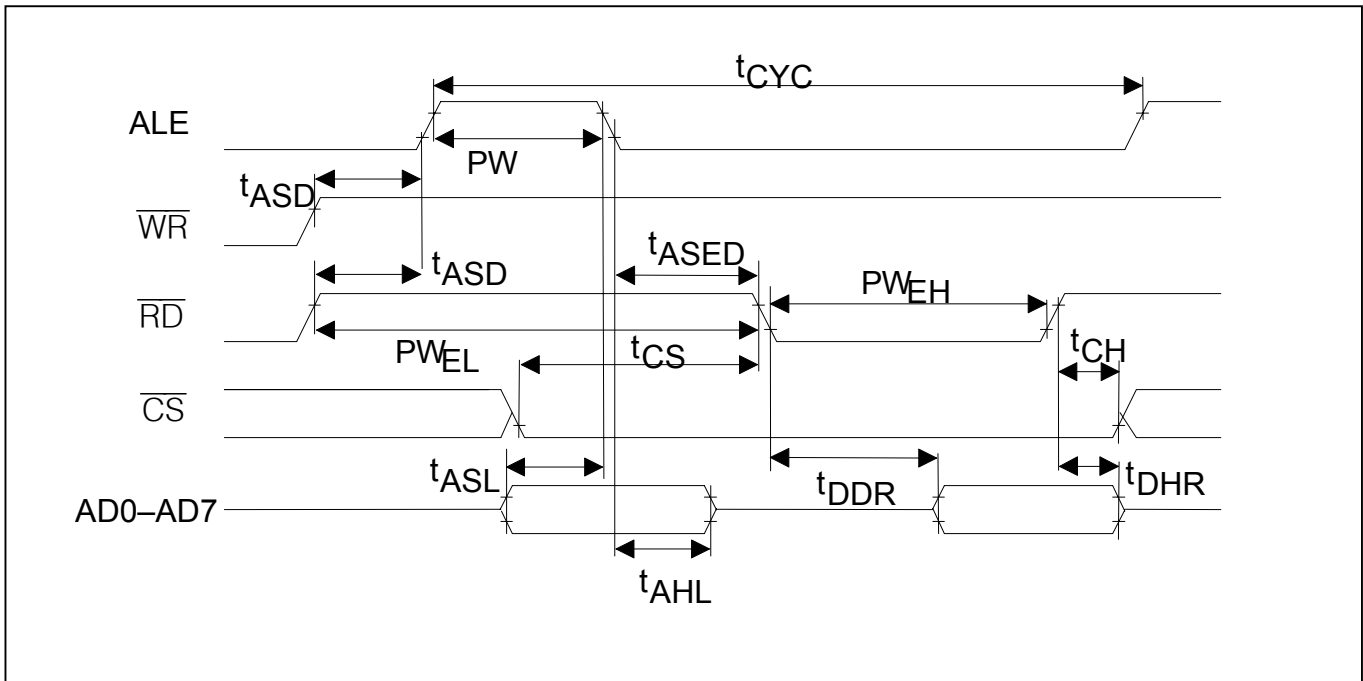 tCYC
ALE
PW
tASD
WR
tASED
tASD
PWEH
RD
PWEL
tCS
tCH
CS
tASL
tDDR
tDHR
AD0–AD7
tAHL